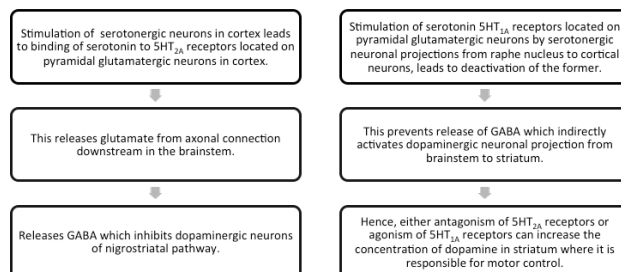 Stimulation of serotonergic neurons in cortex leads
to binding of serotonin to 5HT2A receptors located on
pyramidal glutamatergic neurons in cortex.
This releases glutamate from axonal connection
downstream in the brainstem.
Releases GABA which inhibits dopaminergic neurons
of nigrostriatal pathway.
Stimulation of serotonin 5HT1A receptors located on
pyramidal glutamatergic neurons by serotonergic
neuronal projections from raphe nucleus to cortical
neurons, leads to deactivation of the former.
This prevents release of GABA which indirectly
activates dopaminergic neuronal projection from
brainstem to striatum.
Hence, either antagonism of 5HT2A receptors or
agonism of 5HT1A receptors can increase the
concentration of dopamine in striatum where it is
responsible for motor control.